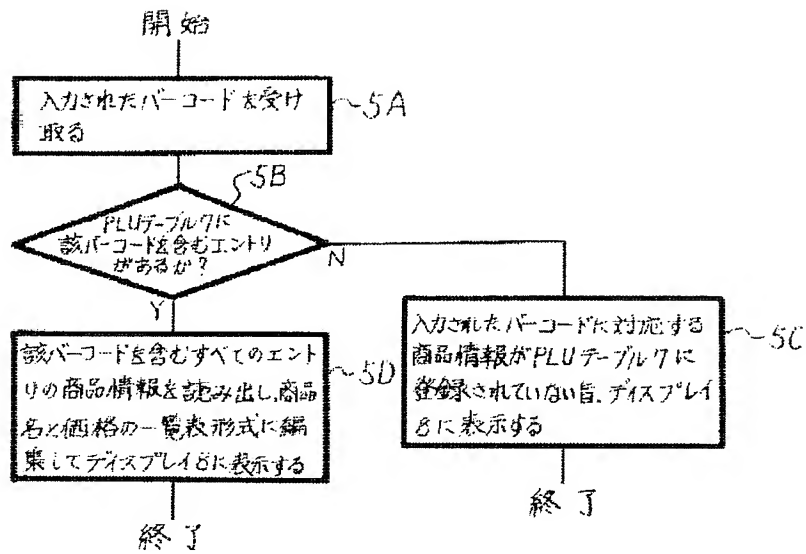 開始
入力されたバーコードを受け
取る
5A
5B
PLUテーブル7に
該バーコードを含むエントリ
があるか?
N
Y
該バーコードを含むすべてのエント
リの商品情報を読み出し、商品
名と価格の一覧表形式に編
集してディスプレイ8に表示する
5D
入力されたバーコードに対応する
商品情報がPLUテーブル7に
登録されていない旨、ディスプレイ
8に表示する
5C
終了
終了